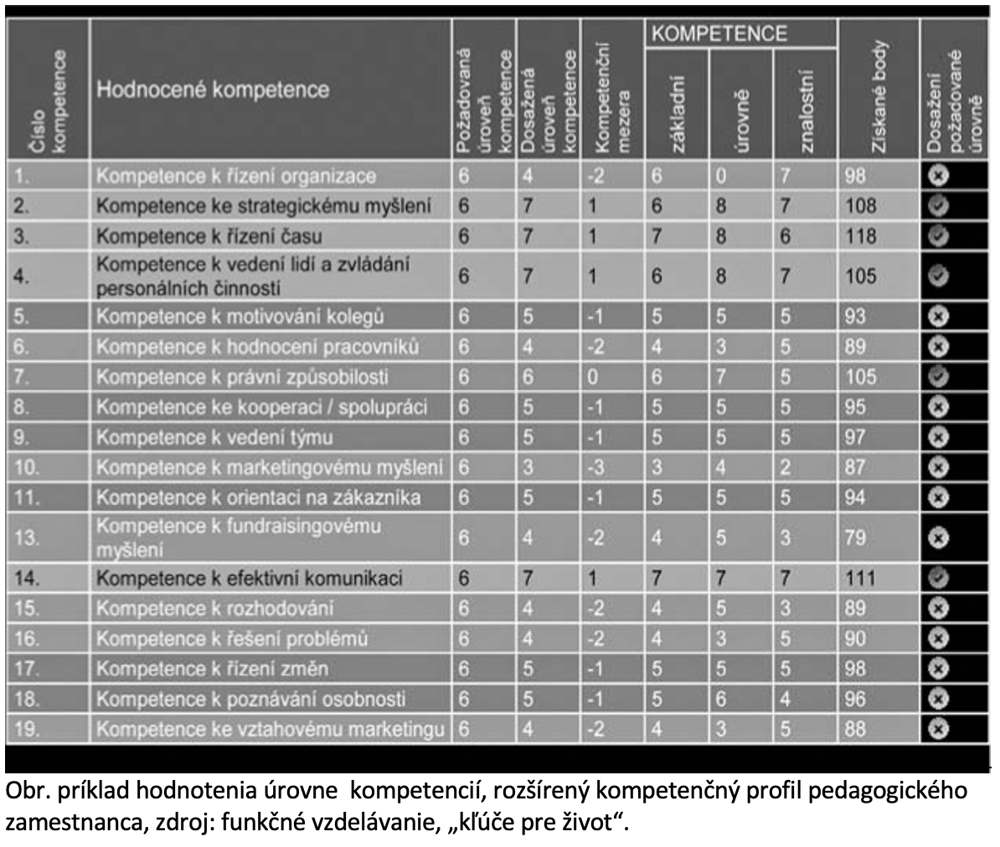 Číslo kompetence
Hodnocené kompetence
Požadovaná úroveň kompetence
Dosažená úroveň kompetence
Kompetenční mezera
KOMPETENCE
základní
úrovně
znalostní
Získané body
Dosažení požadované úrovně
1. Kompetence k řízení organizace 6 4 -2 6 0 7 98
2. Kompetence ke strategickému myšlení 6 7 1 6 8 7 108
3. Kompetence k řízení času 6 7 1 7 8 6 118
4. Kompetence k vedení lidí a zvládání
personálních činností 6 7 1 6 8 7 105
5. Kompetence k motivování kolegů 6 5 -1 5 5 5 93
6. Kompetence k hodnocení pracovníků 6 4 -2 4 3 5 89
7. Kompetence k právní způsobilosti 6 6 0 6 7 5 105
8. Kompetence ke kooperaci / spolupráci 6 5 -1 5 5 5 95
9. Kompetence k vedení týmu 6 5 -1 5 5 5 97
10. Kompetence k marketingovému myšlení 6 3 -3 3 4 2 87
11. Kompetence k orientaci na zákazníka 6 5 -1 5 5 5 94
13. Kompetence k fundraisingovému
myšlení 6 4 -2 4 5 3 79
14. Kompetence k efektivní komunikaci 6 7 1 7 7 7 111
15. Kompetence k rozhodování 6 4 -2 4 5 3 89
16. Kompetence k řešení problémů 6 4 -2 4 3 5 90
17. Kompetence k řízení změn 6 5 -1 5 5 5 98
18. Kompetence k poznávání osobnosti 6 5 -1 5 6 4 96
19. Kompetence ke vztahovému marketingu 6 4 -2 4 3 5 88
Obr. príklad hodnotenia úrovne kompetencií, rozšírený kompetenčný profil pedagogického
zamestnanca, zdroj: funkčné vzdelávanie, „kľúče pre život“.